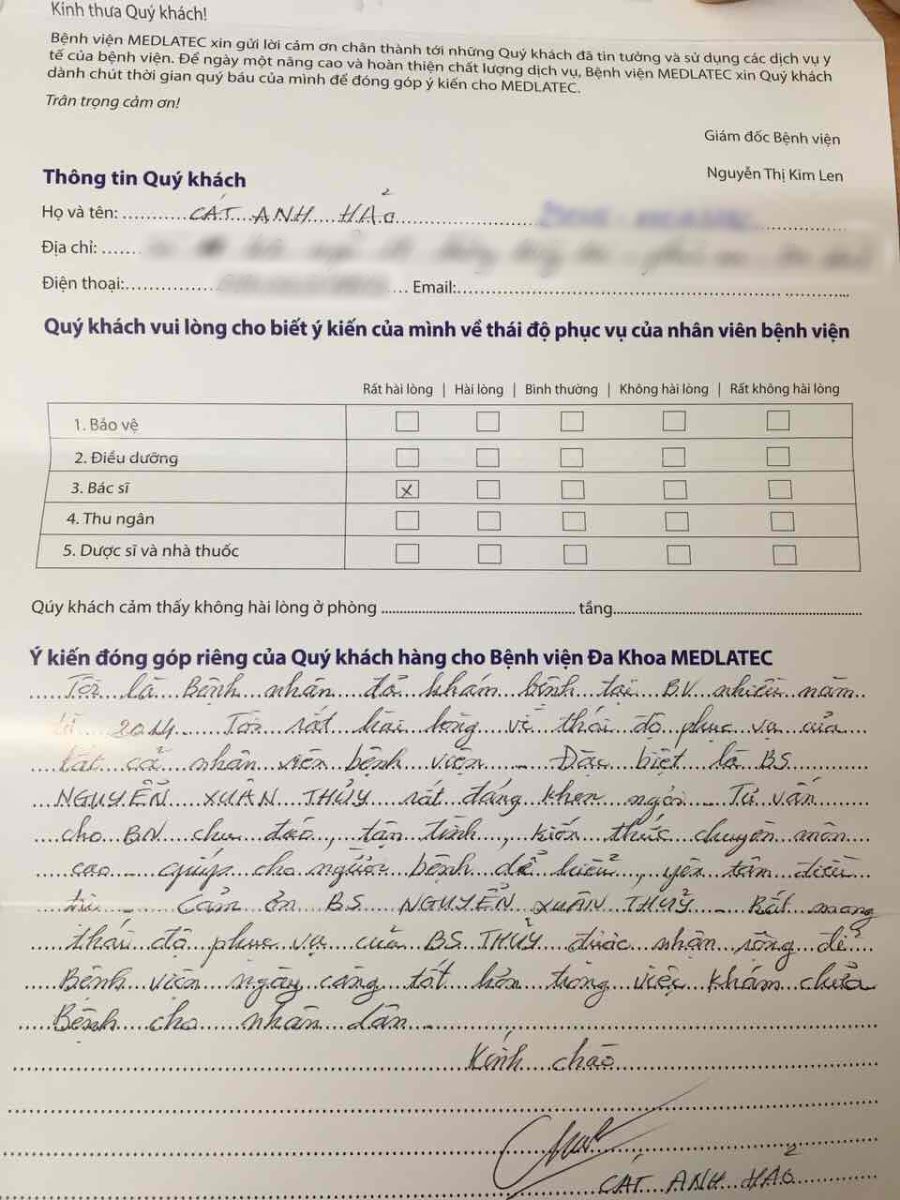 Kính thưa Quý khách!
Bệnh viện MEDLATEC xin gửi lời cảm ơn chân thành tới những Quý khách đã tin tưởng và sử dụng các dịch vụ y
tế của bệnh viện. Để ngày một nâng cao và hoàn thiện chất lượng dịch vụ, Bệnh viện MEDLATEC xin Quý khách
dành chút thời gian quý báu của mình để đóng góp ý kiến cho MEDLATEC.
Trân trọng cảm ơn!
Giám đốc Bệnh viện
Nguyễn Thị Kim Len
Thông tin Quý khách
Họ và tên: CÁT ANH HẢO
Địa chỉ:
Điện thoại: Email:
Quý khách vui lòng cho biết ý kiến của mình về thái độ phục vụ của nhân viên bệnh viện
Rất hài lòng | Hài lòng | Bình thường | Không hài lòng | Rất không hài lòng
1. Bảo vệ
2. Điều dưỡng
3. Bác sĩ x
4. Thu ngân
5. Dược sĩ và nhà thuốc
Qúy khách cảm thấy không hài lòng ở phòng tầng
Ý kiến đóng góp riêng của Quý khách hàng cho Bệnh viện Đa Khoa MEDLATEC
Tôi là Bệnh nhân đã khám bệnh tại B.V nhiều năm
từ 2014 Tôi rất hài lòng về thái độ phục vụ của
tất cả nhân viên bệnh viện - Đặc biệt là BS
NGUYỄN XUÂN THỦY rất đáng khen ngợi - Tư vấn
cho BN chu đáo, tận tình, kiến thức chuyên môn
cao - giúp cho người bệnh dễ hiểu, yên tâm điều
trị - Cảm ơn BS NGUYỄN XUÂN THỦY - Rất mong
thái độ phục vụ của BS THỦY được nhận rộng để
Bệnh viện ngày càng tốt hơn trong việc khám chữa
Bệnh cho nhân dân -
Kính chào
CÁT ANH HẢO